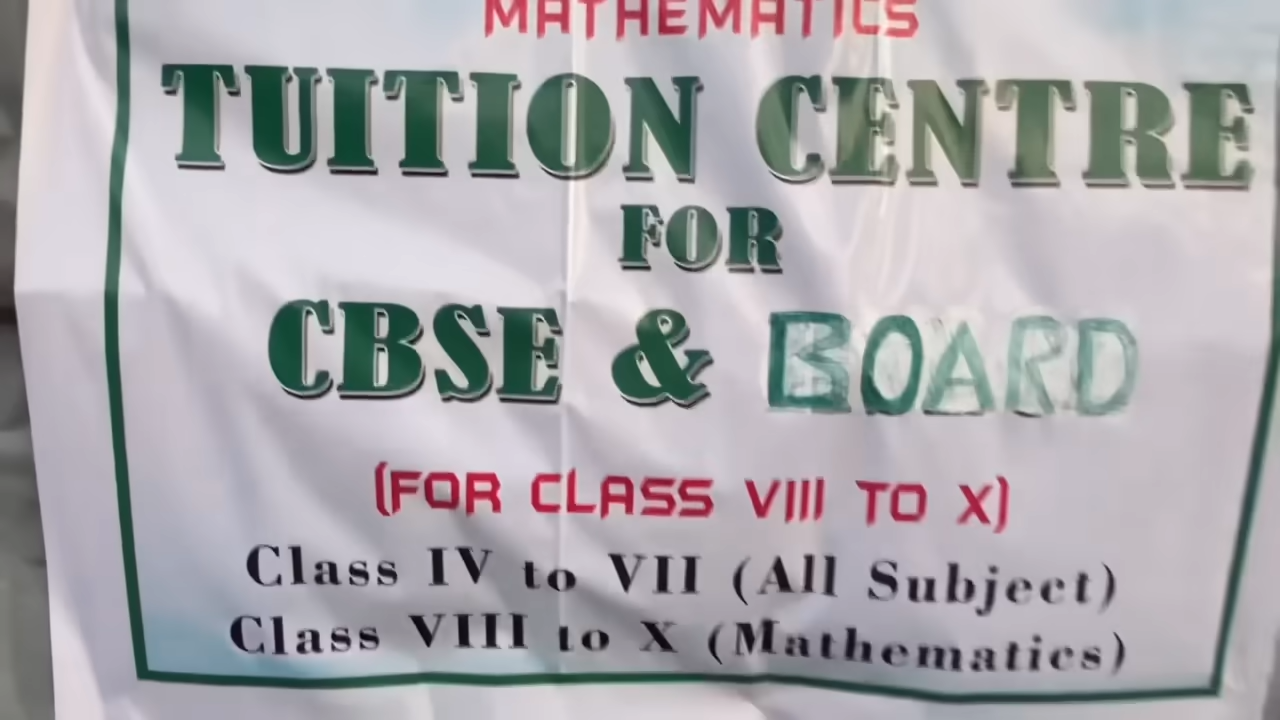 MATHEMATICS
TUITION CENTRE
FOR
CBSE & BOARD
(FOR CLASS VIII TO X)
Class IV to VII (All Subject)
Class VIII to X (Mathematics)